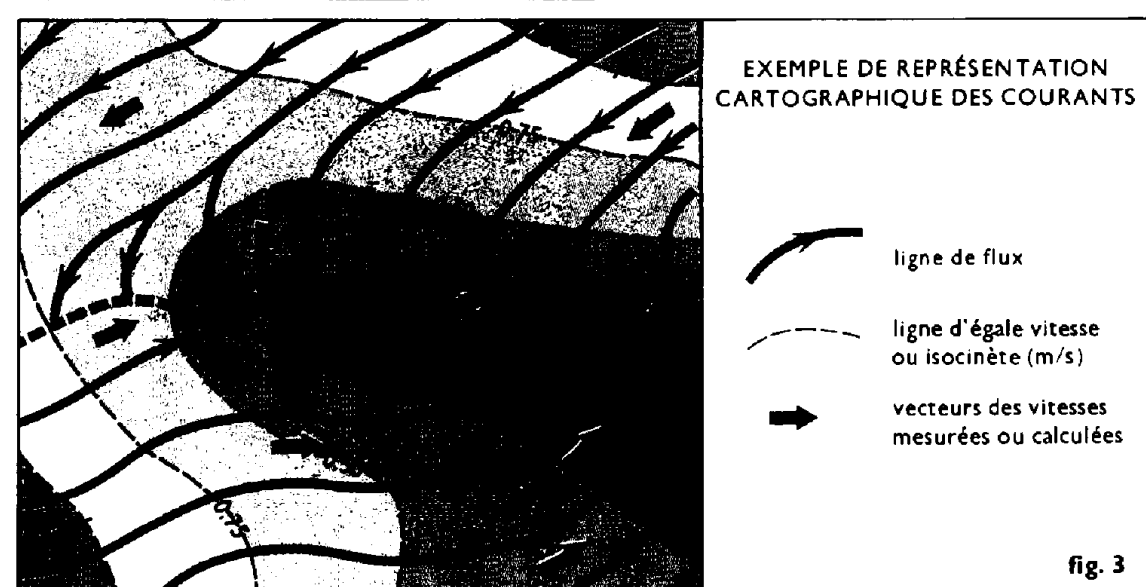 EXEMPLE DE REPRÉSENTATION
CARTOGRAPHIQUE DES COURANTS
0.75
ligne de flux
ligne d'égale vitesse
ou isocinète (m/s)
vecteurs des vitesses
mesurées ou calculées
0.75
fig. 3